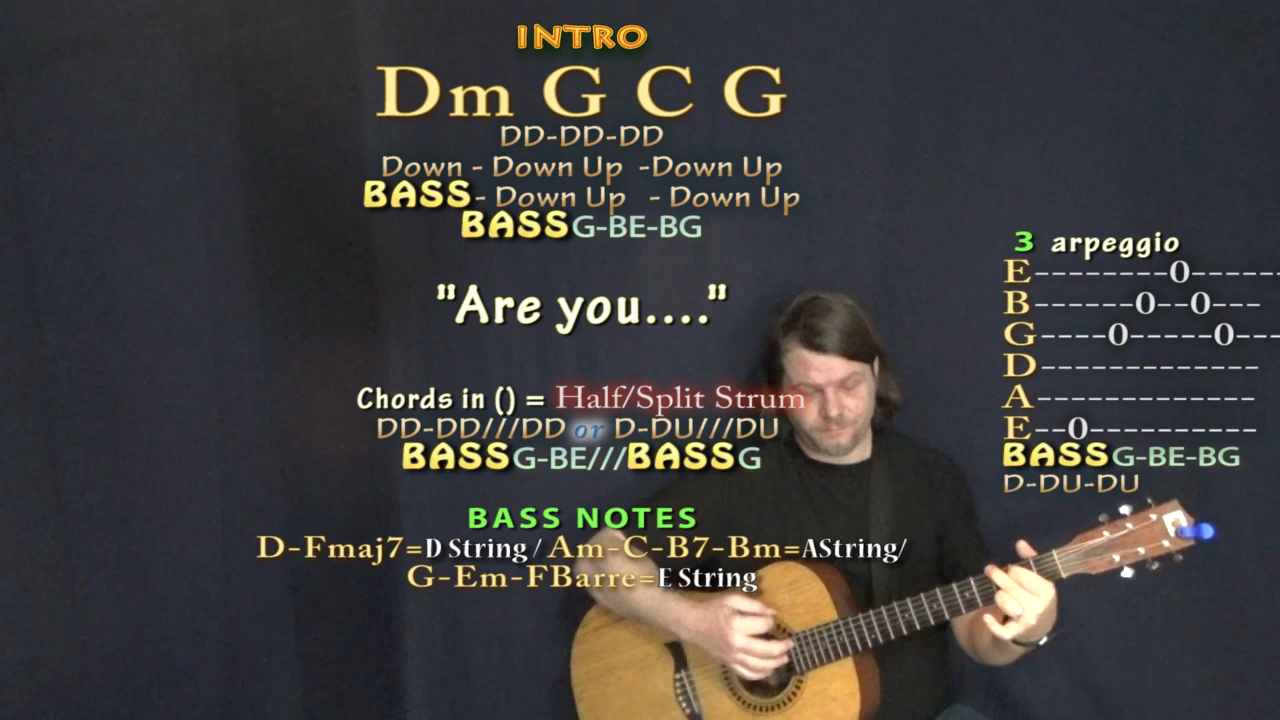 INTRO
Dm G C G
DD-DD-DD
Down - Down Up -Down Up
BASS - Down Up - Down Up
BASSG-BE-BG
"Are you...."
Chords in () = Half/Split Strum
DD-DD///DD or D-DU///DU
BASSG-BE///BASSG
BASS NOTES
D-Fmaj7=D String / Am-C-B7-Bm=AString/
G-Em-FBarre=E String
3 arpeggio
E--------0------
B------0--0---
G----0-----0----
D-------------
A-------------
E--0----------
BASSG-BE-BG
D-DU-DU